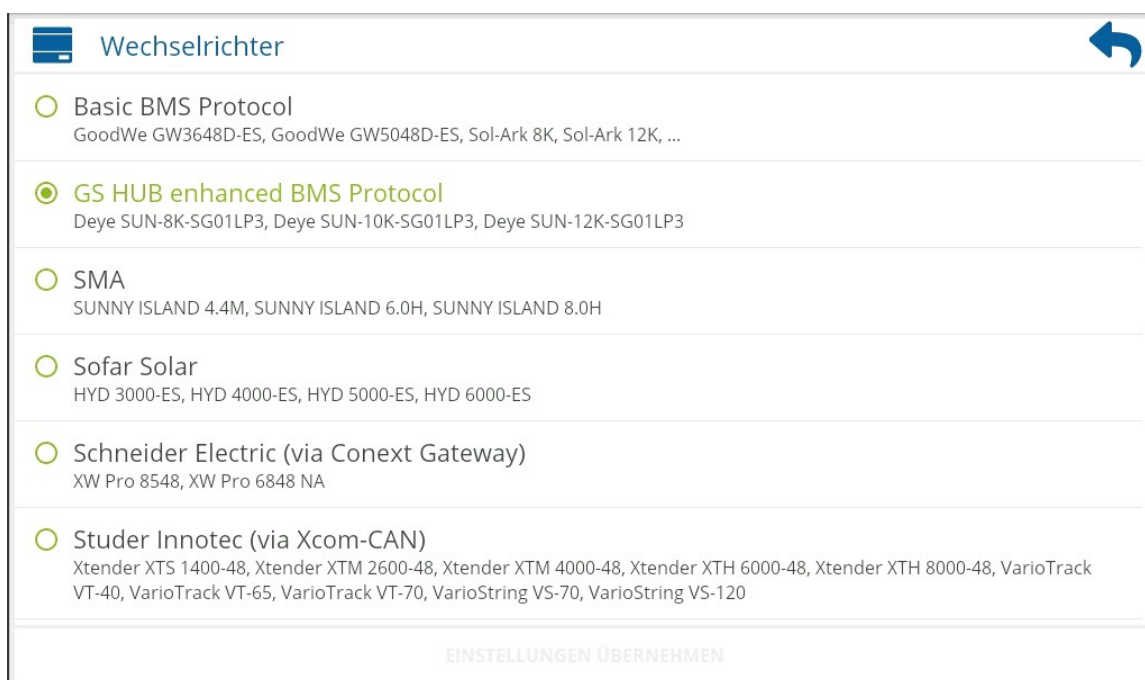 Wechselrichter
Basic BMS Protocol
GoodWe GW3648D-ES, GoodWe GW5048D-ES, Sol-Ark 8K, Sol-Ark 12K, ...
GS HUB enhanced BMS Protocol
Deye SUN-8K-SG01LP3, Deye SUN-10K-SG01LP3, Deye SUN-12K-SG01LP3
SMA
SUNNY ISLAND 4.4M, SUNNY ISLAND 6.0H, SUNNY ISLAND 8.0H
Sofar Solar
HYD 3000-ES, HYD 4000-ES, HYD 5000-ES, HYD 6000-ES
Schneider Electric (via Conext Gateway)
XW Pro 8548, XW Pro 6848 NA
Studer Innotec (via Xcom-CAN)
Xtender XTS 1400-48, Xtender XTM 2600-48, Xtender XTM 4000-48, Xtender XTH 6000-48, Xtender XTH 8000-48, VarioTrack
VT-40, VarioTrack VT-65, VarioTrack VT-70, VarioString VS-70, VarioString VS-120
EINSTELLUNGEN ÜBERNEHMEN